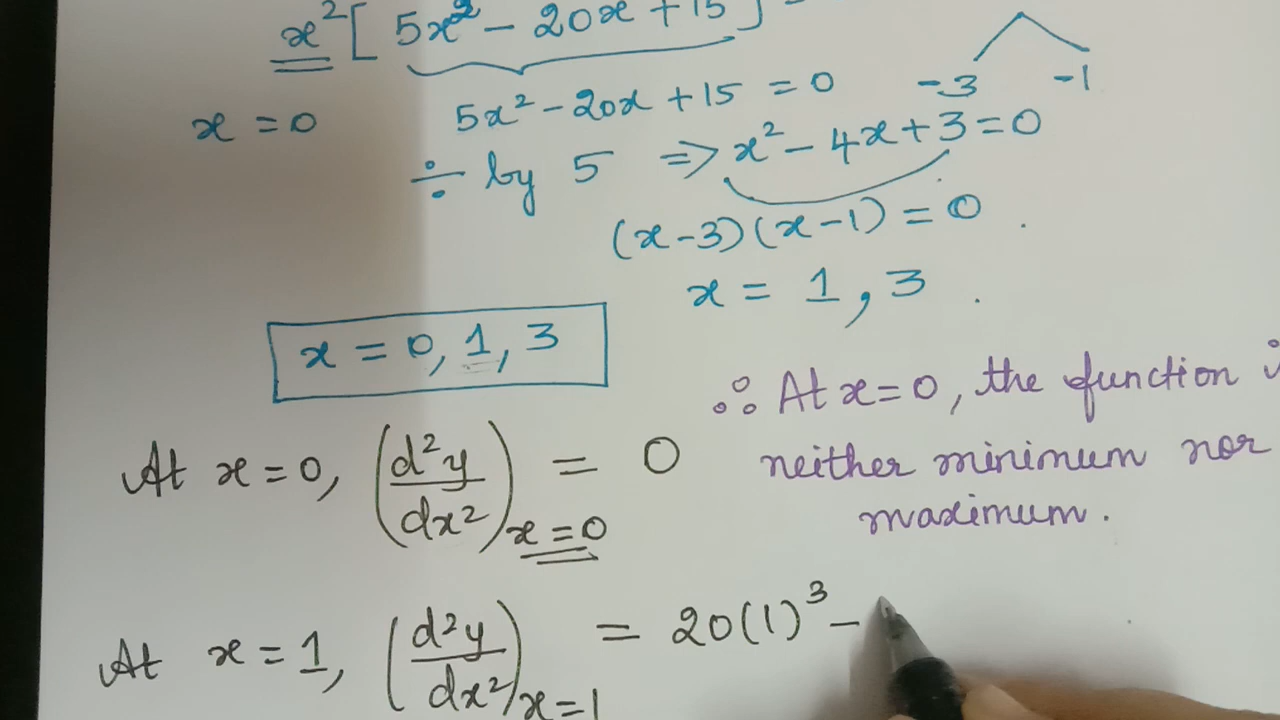 x² [ 5x² - 20x + 15 ]
-3 -1
x = 0 5x² - 20x + 15 = 0
÷ by 5 => x² - 4x + 3 = 0
(x-3)(x-1) = 0
x = 1, 3
x = 0, 1, 3
At x = 0, (d²y/dx²)x=0 = 0
∴ At x = 0, the function
neither minimum nor
maximum.
At x = 1, (d²y/dx²)x=1 = 20(1)³ -